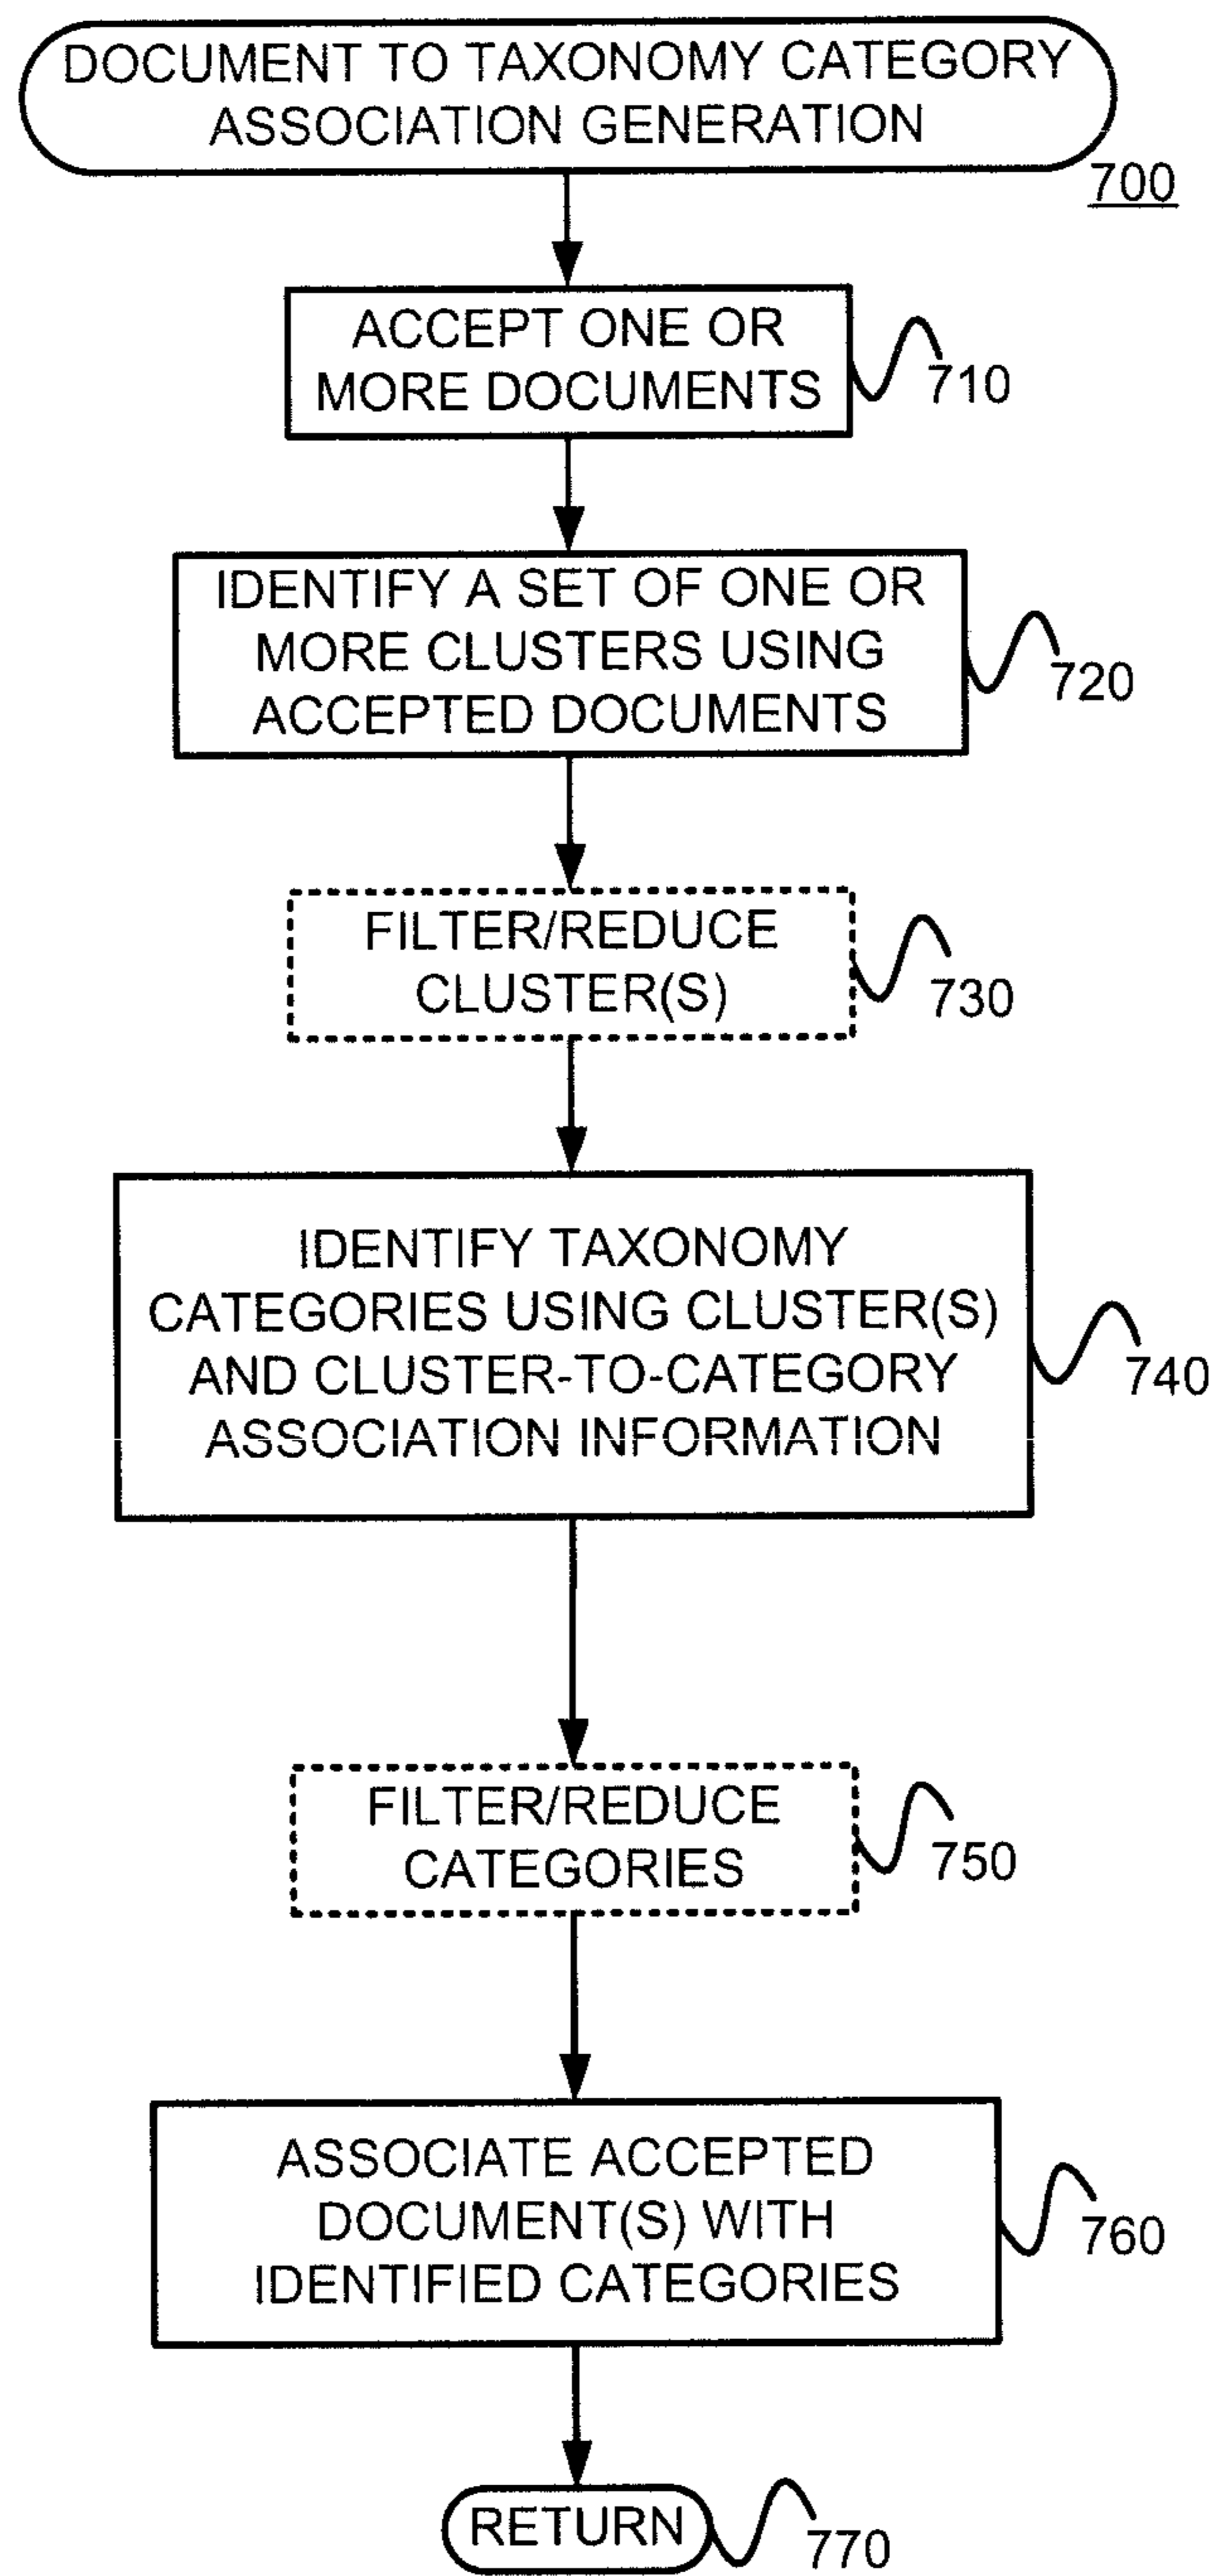 DOCUMENT TO TAXONOMY CATEGORY
ASSOCIATION GENERATION
700
ACCEPT ONE OR
MORE DOCUMENTS
710
IDENTIFY A SET OF ONE OR
MORE CLUSTERS USING
ACCEPTED DOCUMENTS
720
FILTER/REDUCE
CLUSTER(S)
730
IDENTIFY TAXONOMY
CATEGORIES USING CLUSTER(S)
AND CLUSTER-TO-CATEGORY
ASSOCIATION INFORMATION
740
FILTER/REDUCE
CATEGORIES
750
ASSOCIATE ACCEPTED
DOCUMENT(S) WITH
IDENTIFIED CATEGORIES
760
RETURN
770